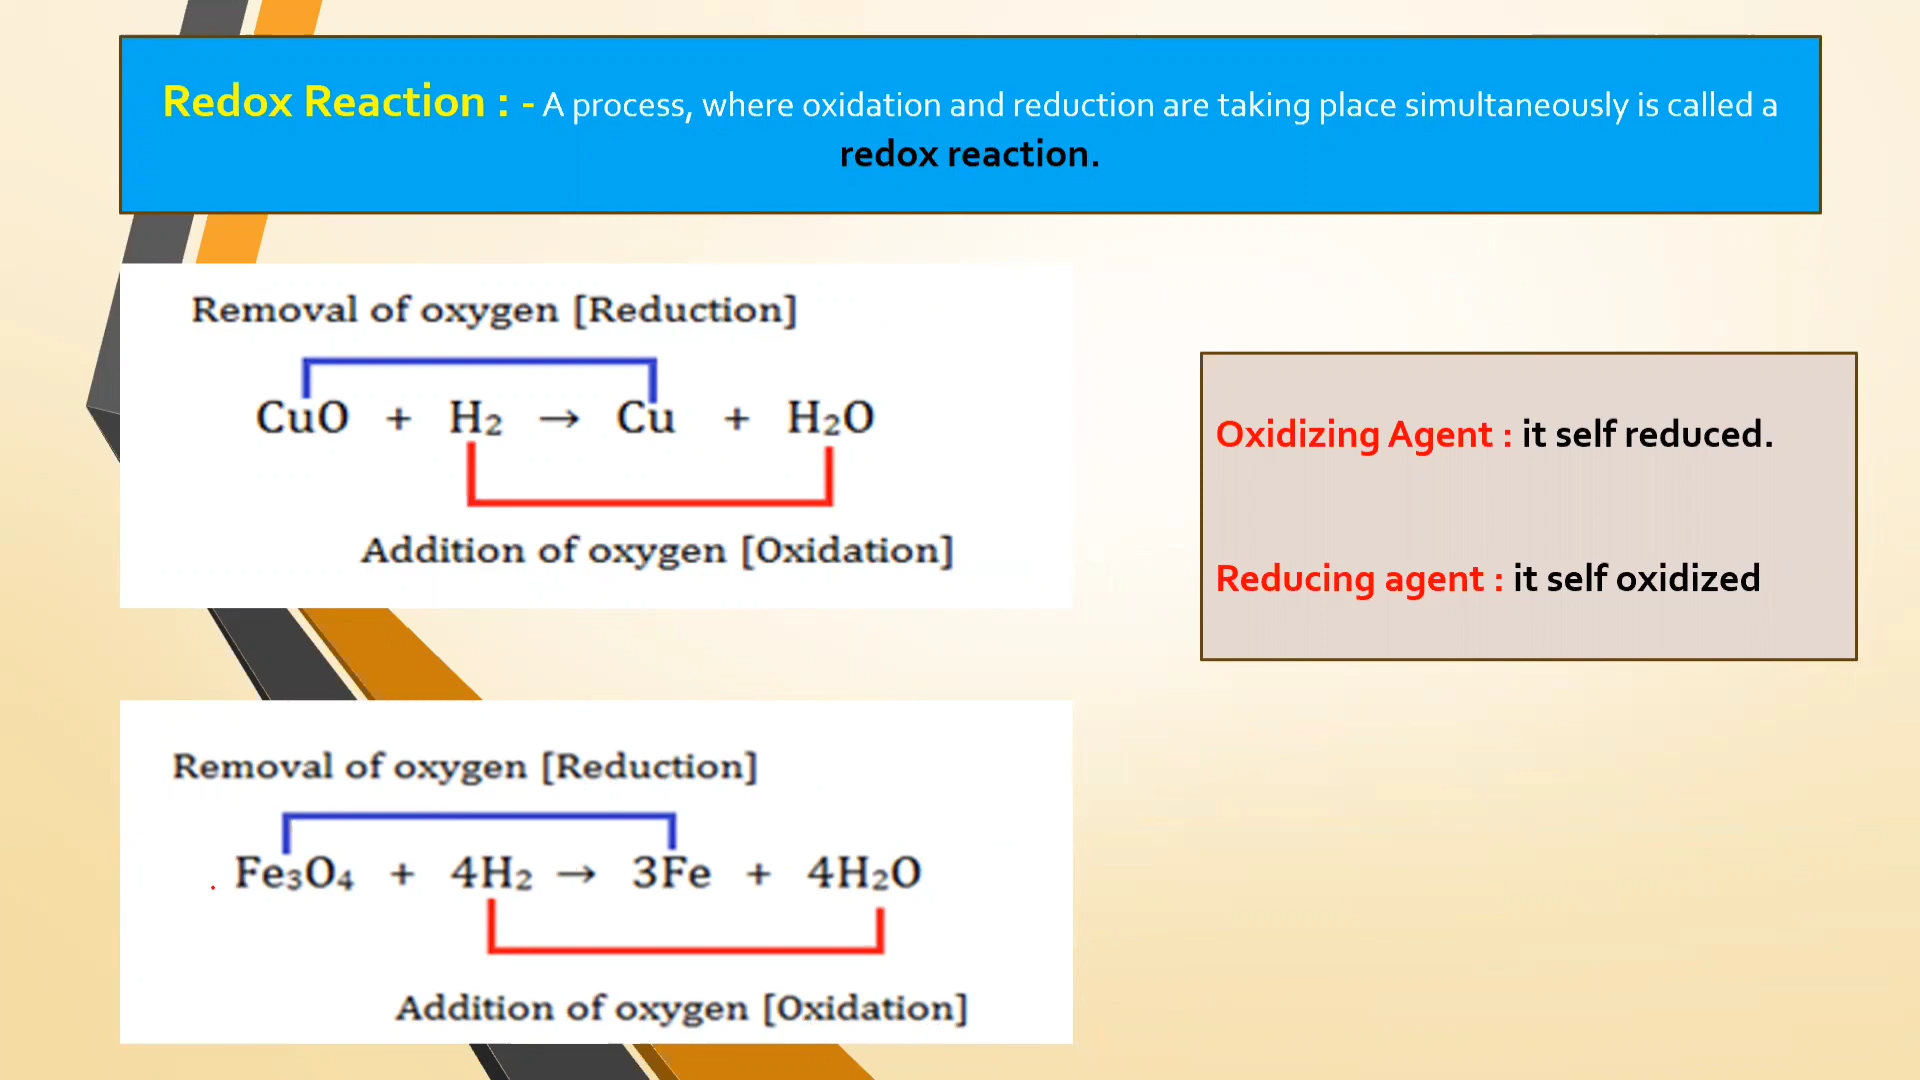 Redox Reaction : - A process, where oxidation and reduction are taking place simultaneously is called a
redox reaction.
Removal of oxygen [Reduction]
CuO + H₂ → Cu + H₂O
Addition of oxygen [Oxidation]
Oxidizing Agent : it self reduced.
Reducing agent : it self oxidized
Removal of oxygen [Reduction]
Fe₃O₄ + 4H₂ → 3Fe + 4H₂O
Addition of oxygen [Oxidation]